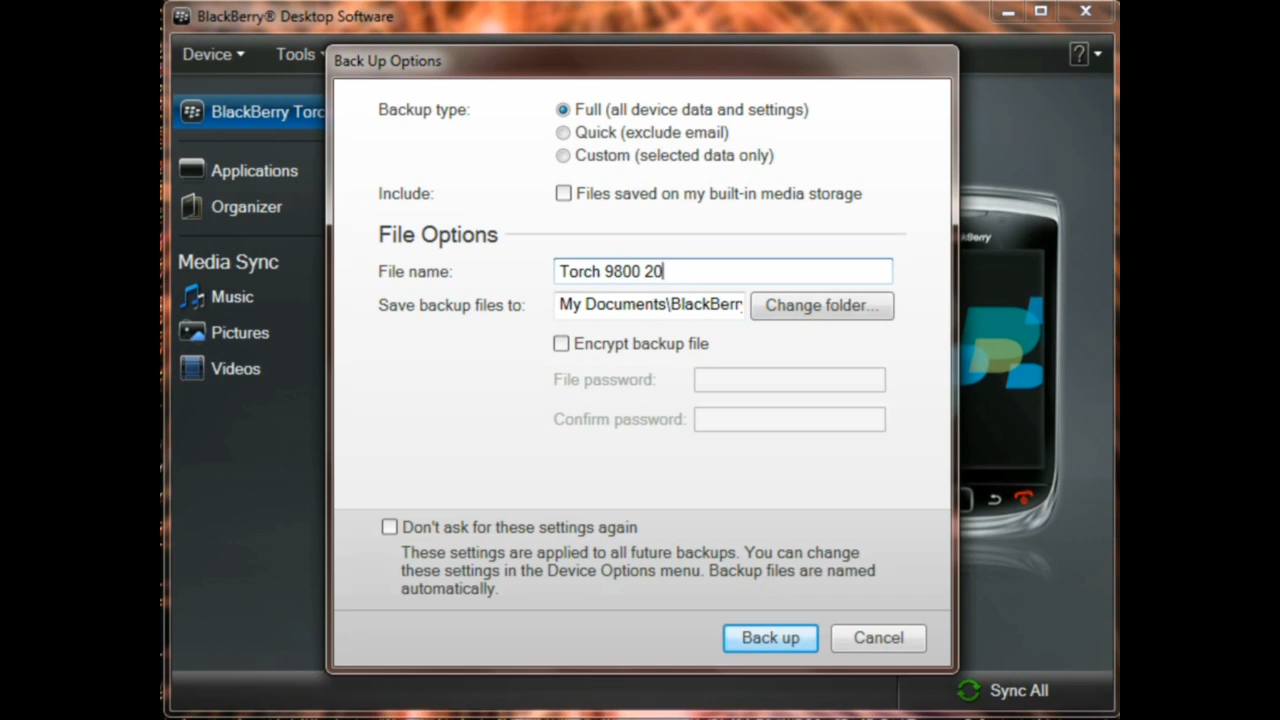 BlackBerry® Desktop Software
Device
Tools
?
Back Up Options
BlackBerry Torc
Applications
Organizer
Media Sync
Music
Pictures
Videos
Backup type:
Full (all device data and settings)
Quick (exclude email)
Custom (selected data only)
Include:
Files saved on my built-in media storage
File Options
File name:
Torch 9800 20
Save backup files to:
My Documents\BlackBerry
Change folder...
Encrypt backup file
File password:
Confirm password:
Don't ask for these settings again
These settings are applied to all future backups. You can change
these settings in the Device Options menu. Backup files are named
automatically.
Back up
Cancel
kBerry
Sync All